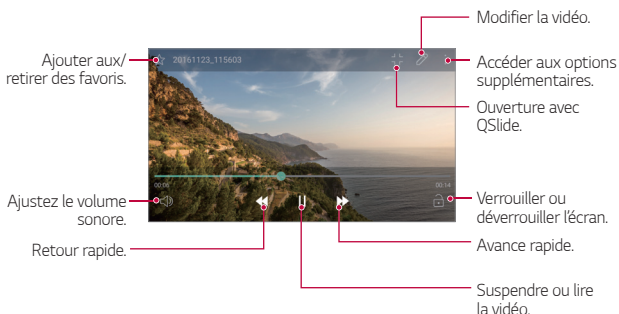 Modifier la vidéo.
Ajouter aux/
retirer des favoris.
20161123_115603
Accéder aux options
supplémentaires.
Ouverture avec
QSlide.
00:06
00:14
Ajustez le volume
sonore.
Verrouiller ou
déverrouiller l'écran.
Retour rapide.
Avance rapide.
Suspendre ou lire
la vidéo.